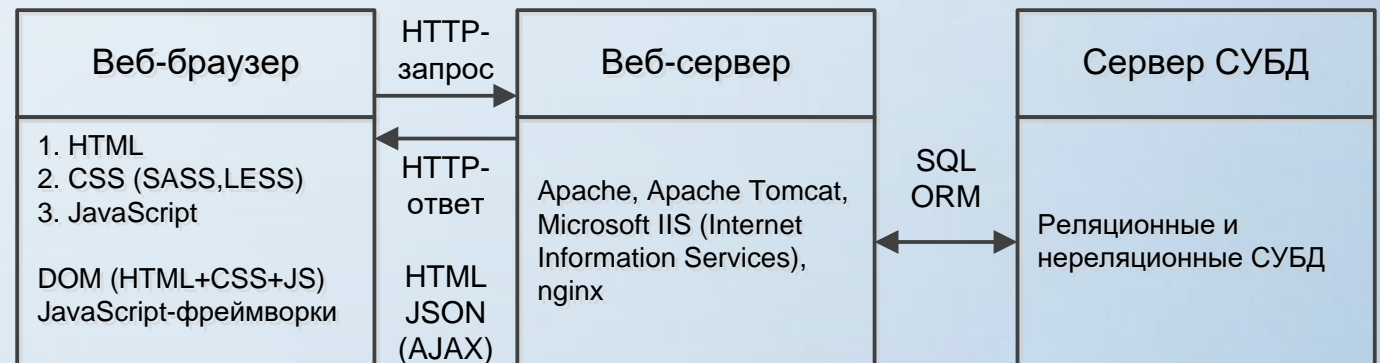 Веб-браузер
1. HTML
2. CSS (SASS,LESS)
3. JavaScript
DOM (HTML+CSS+JS)
JavaScript-фреймворки
HTTP-
запрос
HTTP-
ответ
HTML
JSON
(AJAX)
Веб-сервер
Apache, Apache Tomcat,
Microsoft IIS (Internet
Information Services),
nginx
SQL
ORM
Сервер СУБД
Реляционные и
нереляционные СУБД